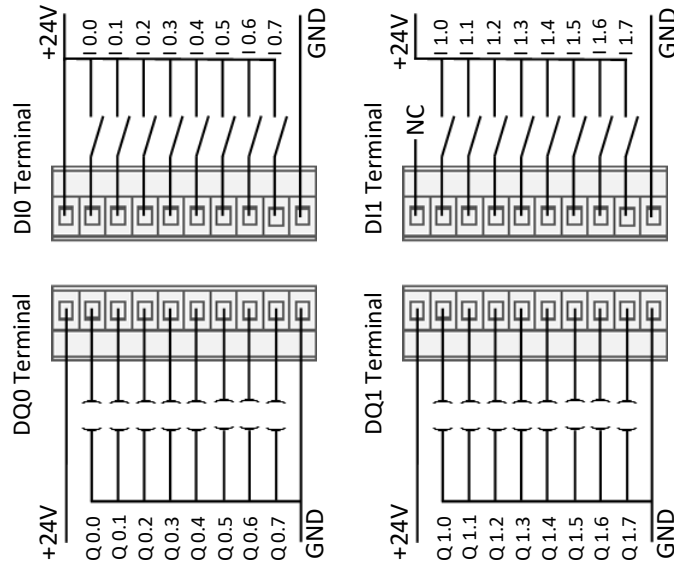 DI0 Terminal
+24V
I 0.0
I 0.1
I 0.2
I 0.3
I 0.4
I 0.5
I 0.6
I 0.7
GND
DI1 Terminal
+24V
NC
I 1.0
I 1.1
I 1.2
I 1.3
I 1.4
I 1.5
I 1.6
I 1.7
GND
DQ0 Terminal
+24V
Q 0.0
Q 0.1
Q 0.2
Q 0.3
Q 0.4
Q 0.5
Q 0.6
Q 0.7
GND
DQ1 Terminal
+24V
Q 1.0
Q 1.1
Q 1.2
Q 1.3
Q 1.4
Q 1.5
Q 1.6
Q 1.7
GND